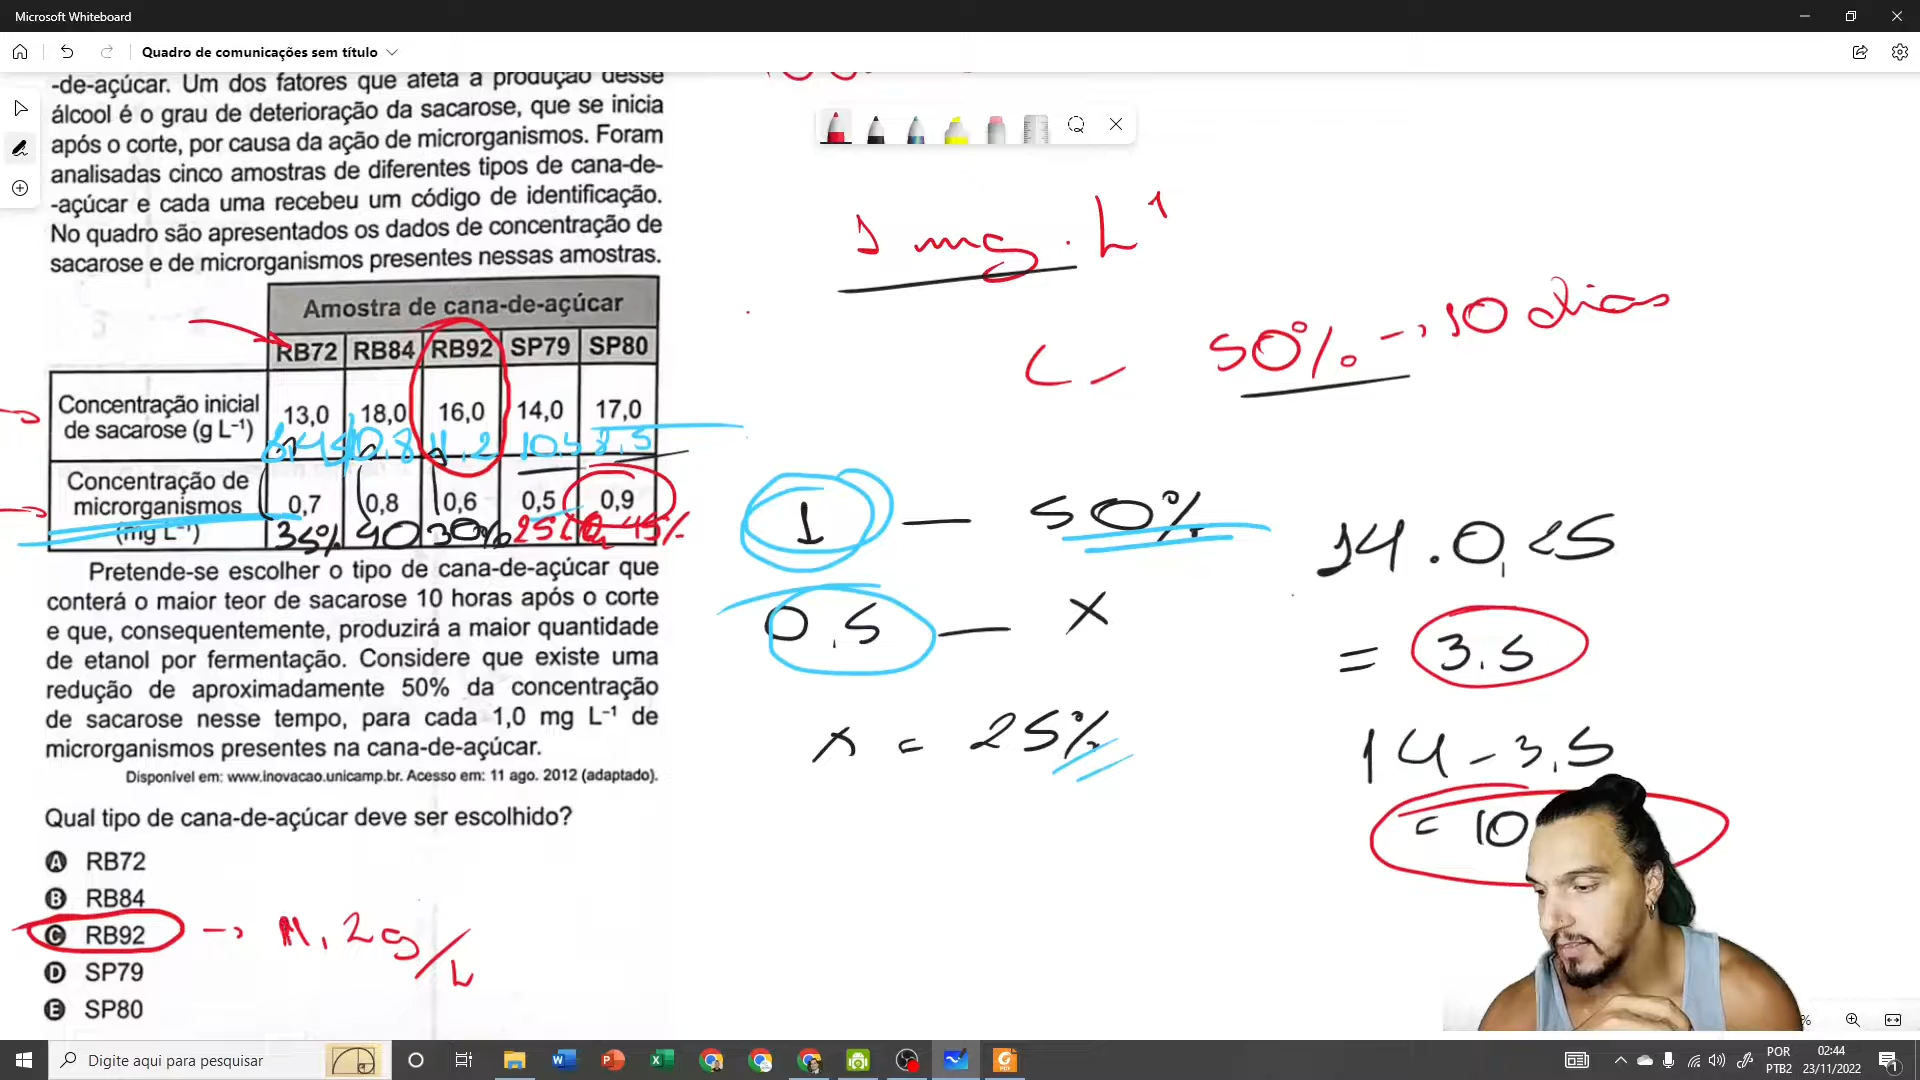 Microsoft Whiteboard
Quadro de comunicações sem título
-de-açúcar. Um dos fatores que afeta a produção desse
álcool é o grau de deterioração da sacarose, que se inicia
após o corte, por causa da ação de microrganismos. Foram
analisadas cinco amostras de diferentes tipos de cana-de-
-açúcar e cada uma recebeu um código de identificação.
No quadro são apresentados os dados de concentração de
sacarose e de microrganismos presentes nessas amostras.
Amostra de cana-de-açúcar
RB72 RB84 RB92 SP79 SP80
Concentração inicial
de sacarose (g L⁻¹)
13,0 18,0 16,0 14,0 17,0
10,8 11,2 10,5
Concentração de
microrganismos
(mg L⁻¹)
0,7 0,8 0,6 0,5 0,9
35% 40 30% 25% 45%
Pretende-se escolher o tipo de cana-de-açúcar que
conterá o maior teor de sacarose 10 horas após o corte
e que, consequentemente, produzirá a maior quantidade
de etanol por fermentação. Considere que existe uma
redução de aproximadamente 50% da concentração
de sacarose nesse tempo, para cada 1,0 mg L⁻¹ de
microrganismos presentes na cana-de-açúcar.
Disponível em: www.inovacao.unicamp.br. Acesso em: 11 ago. 2012 (adaptado).
Qual tipo de cana-de-açúcar deve ser escolhido?
A RB72
B RB84
C RB92 → 11,2g/L
D SP79
E SP80
1 mg . L⁻¹
50% → 10 dias
1 — 50%
0,5 — x
x = 25%
14.0,25
= 3,5
14 - 3,5
= 10
Digite aqui para pesquisar
POR
PTB2
02:44
23/11/2022